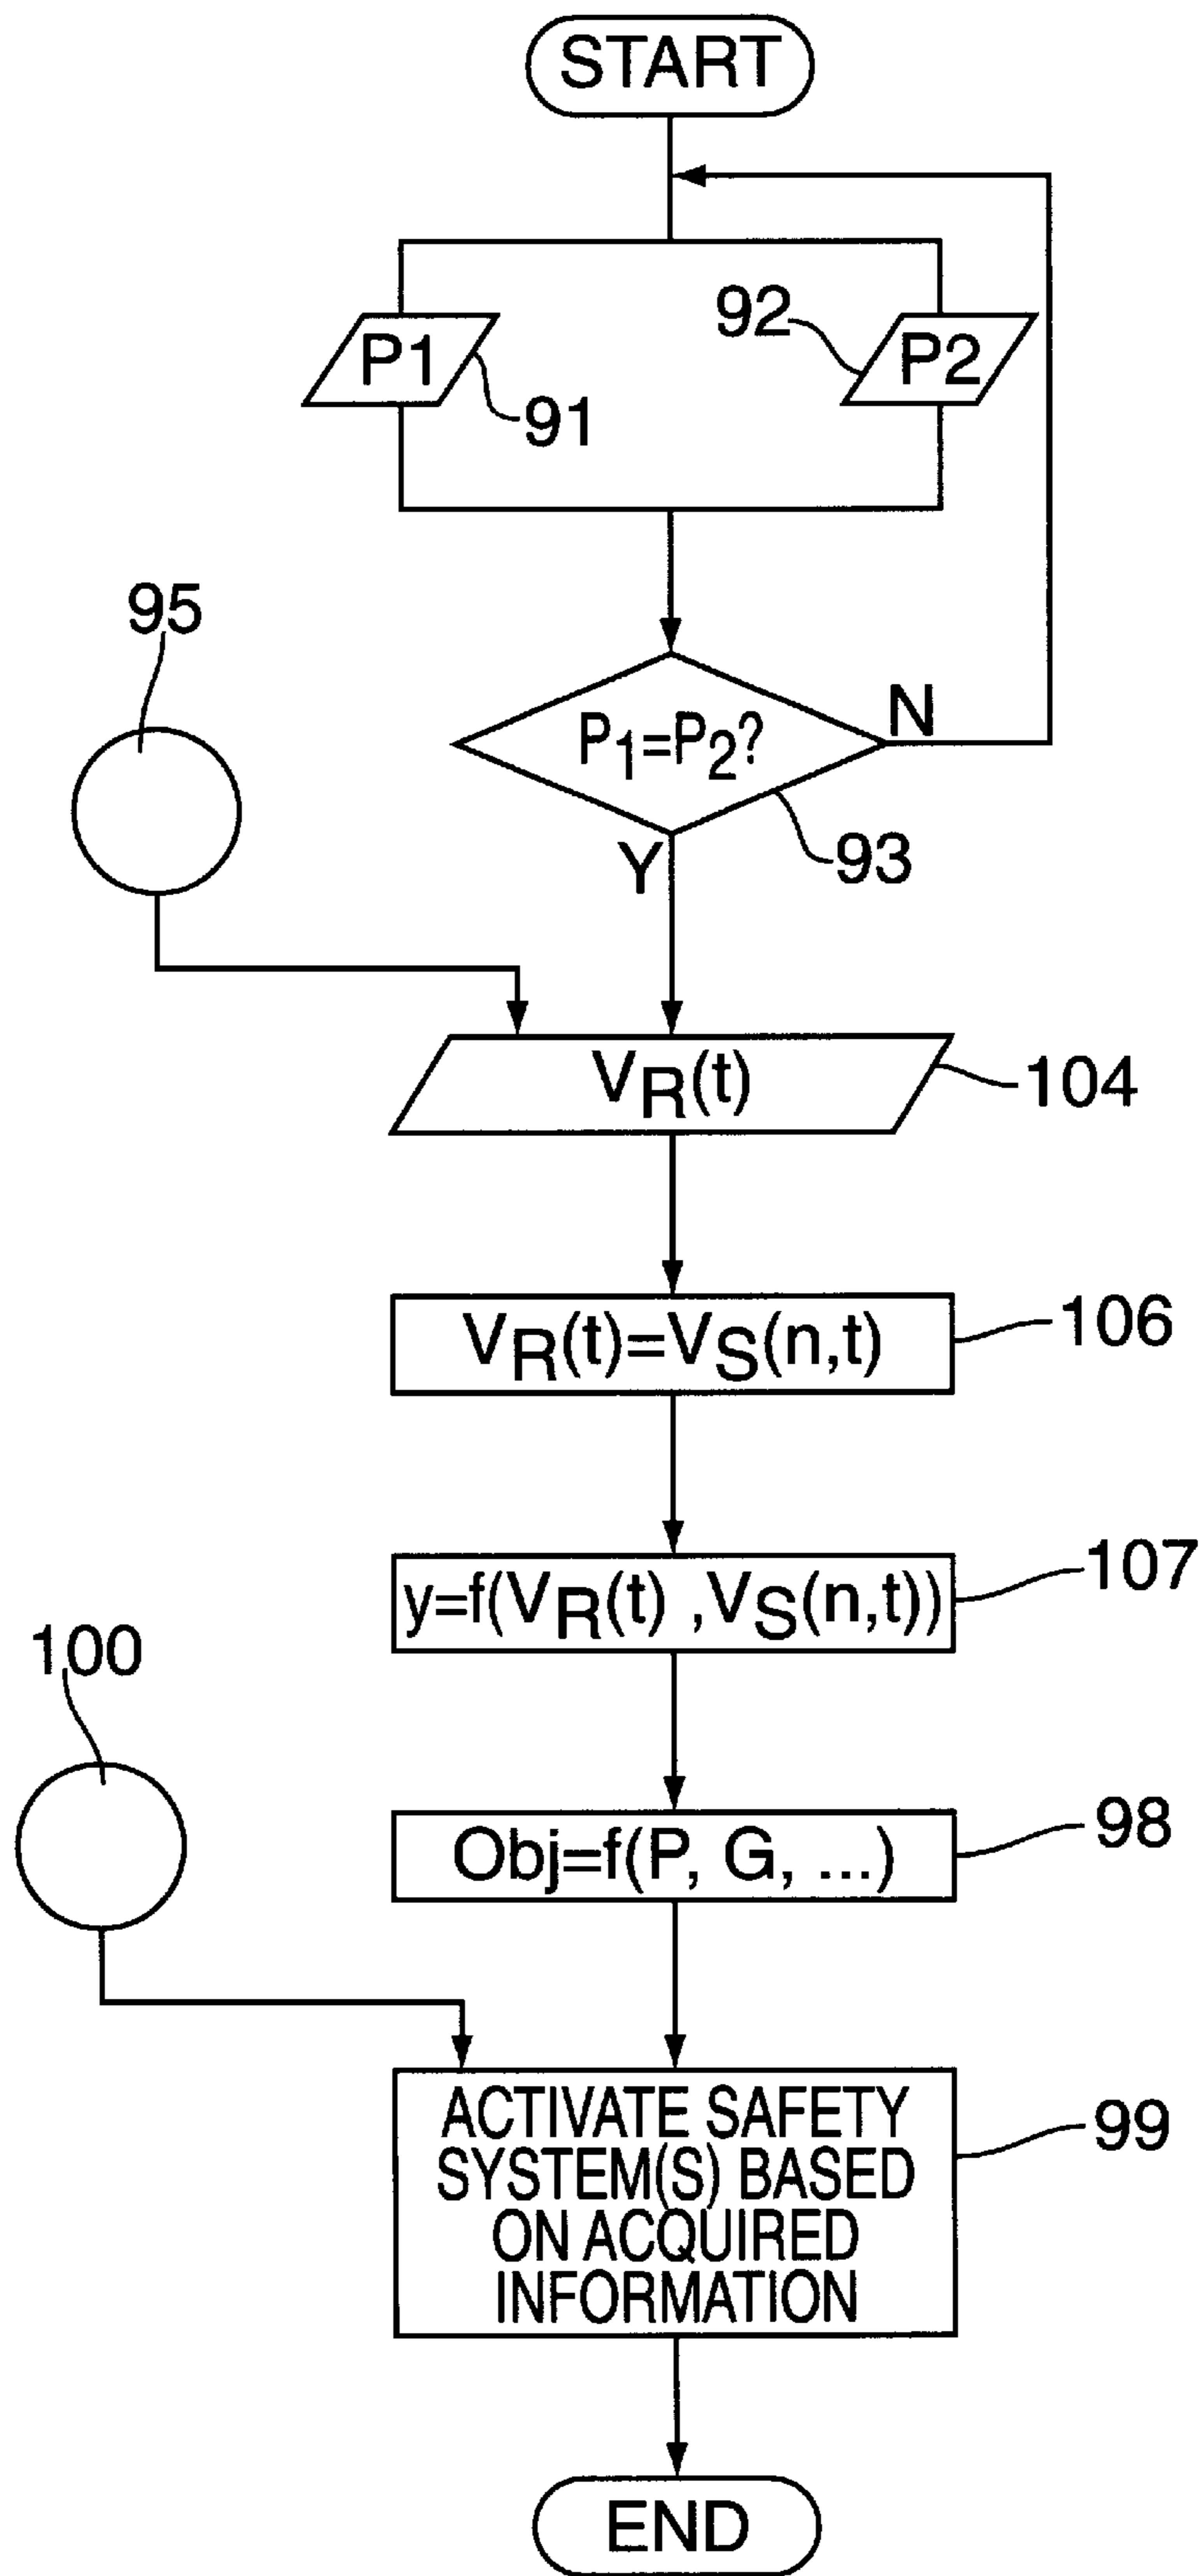 START
92
P1
P2
91
95
P1=P2?
N
Y
93
VR(t)
104
VR(t)=VS(n,t)
106
y=f(VR(t) ,VS(n,t))
107
100
Obj=f(P, G, ...)
98
ACTIVATE SAFETY
SYSTEM(S) BASED
ON ACQUIRED
INFORMATION
99
END